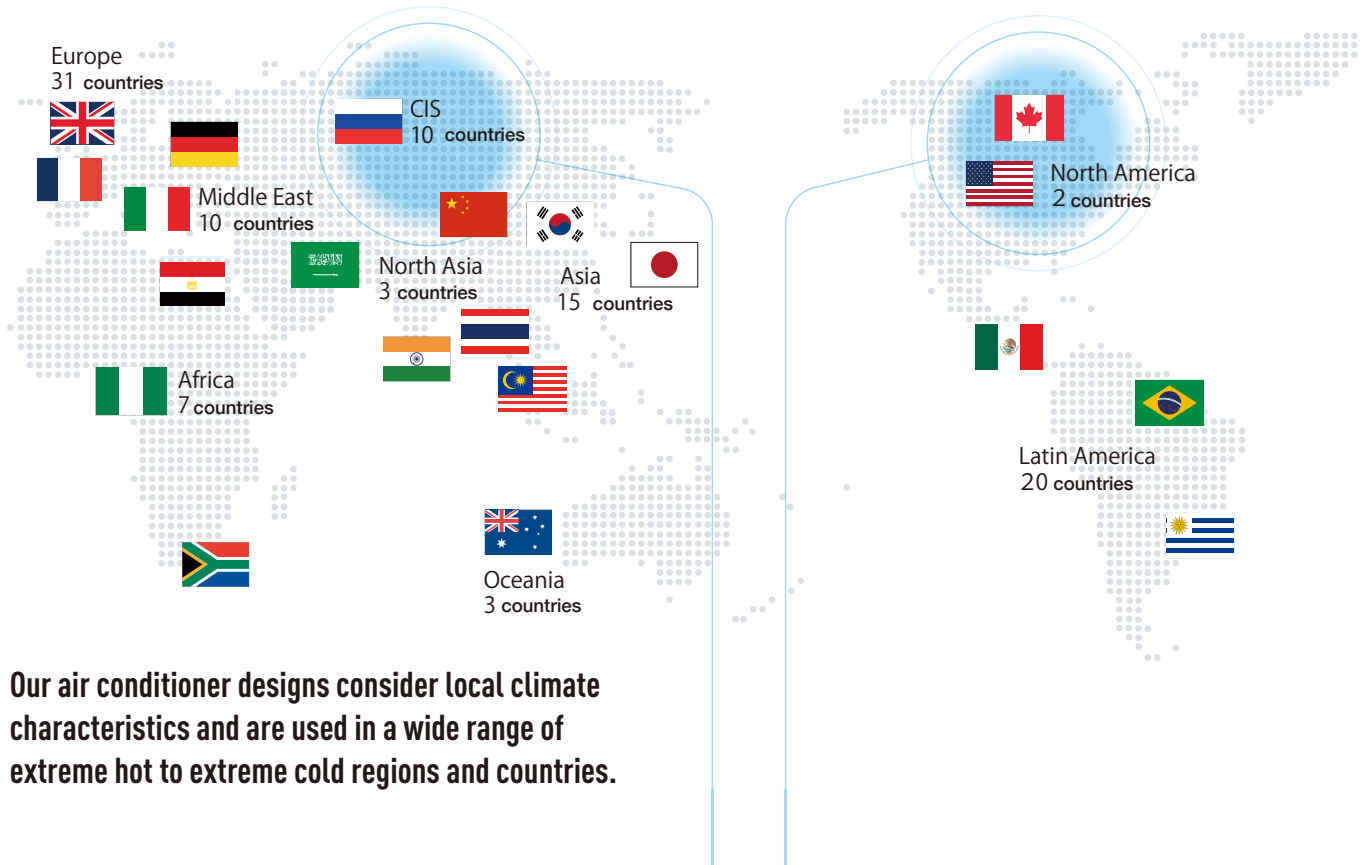 Europe
31 countries
CIS
10 countries
Middle East
10 countries
North Asia
3 countries
Asia
15 countries
Africa
7 countries
Oceania
3 countries
North America
2 countries
Latin America
20 countries
Our air conditioner designs consider local climate
characteristics and are used in a wide range of
extreme hot to extreme cold regions and countries.